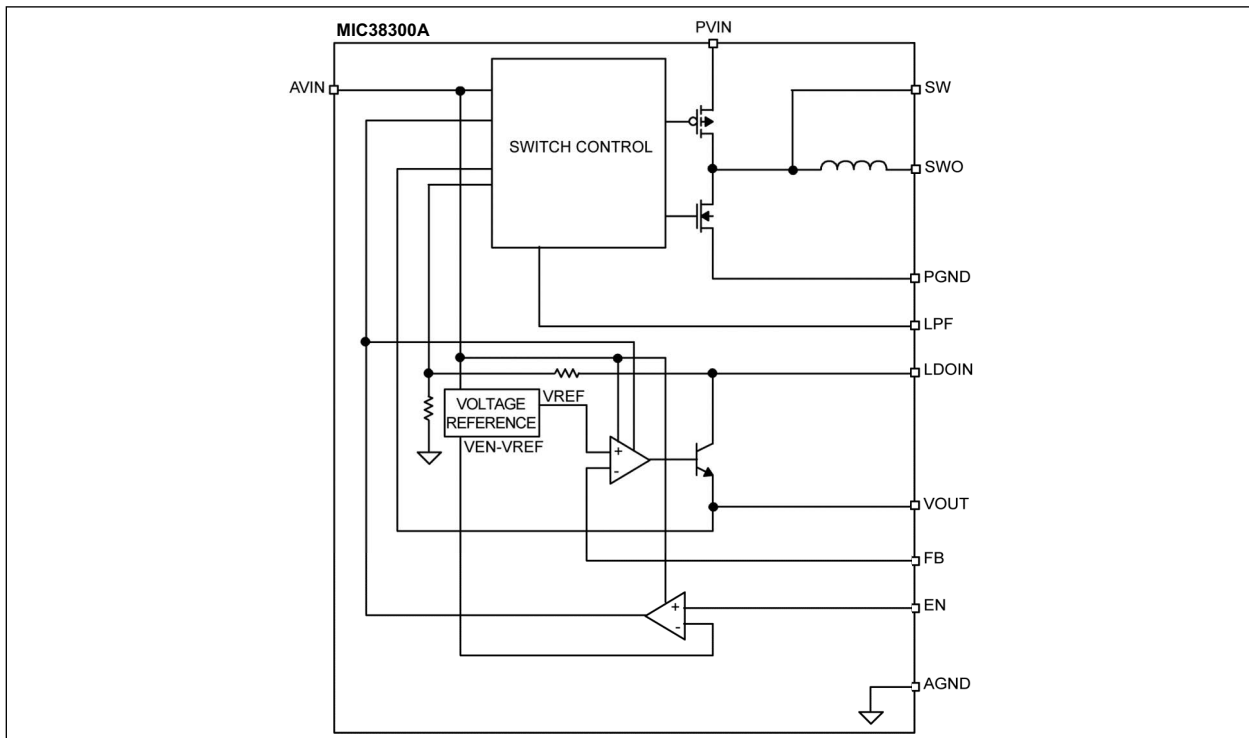 MIC38300A
PVIN
AVIN
SW
SWITCH CONTROL
SWO
PGND
LPF
LDOIN
VOLTAGE
REFERENCE
VREF
VEN-VREF
+
-
VOUT
FB
EN
+
-
AGND